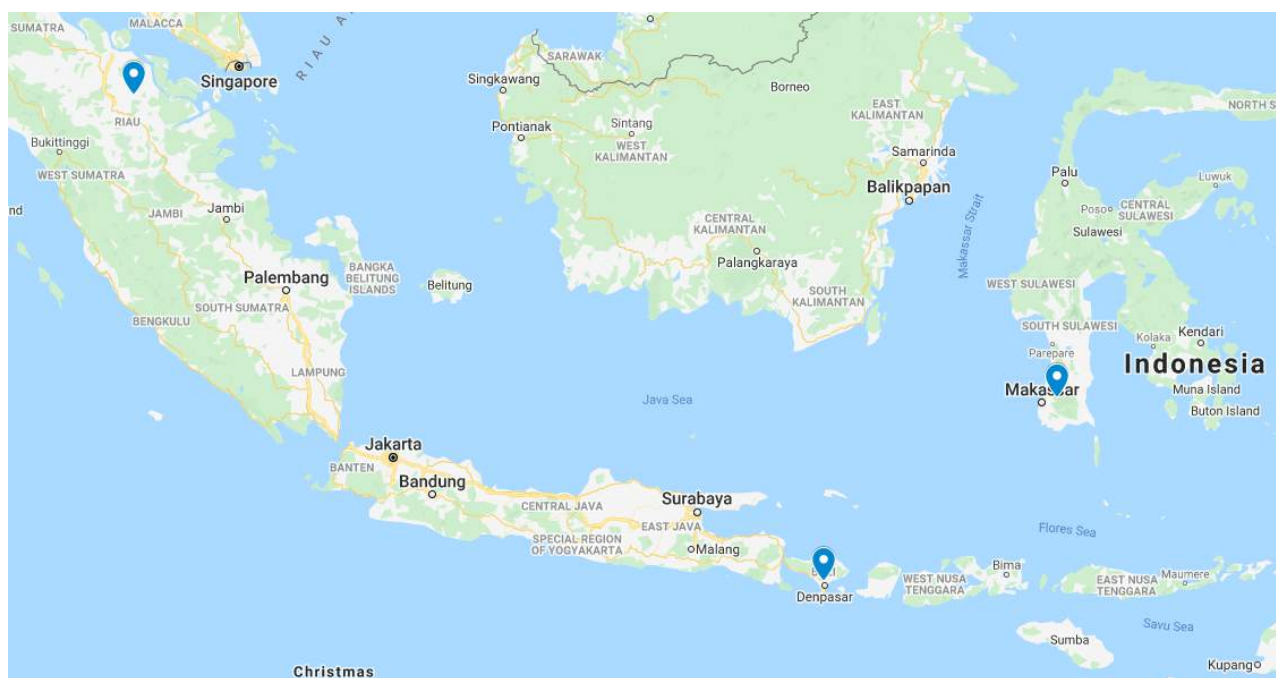 SUMATRA
MALACCA
Singapore
RIAU A
RIAU
Bukittinggi
WEST SUMATRA
nd
JAMBI
Jambi
Palembang
BANGKA
BELITUNG
ISLANDS
SOUTH SUMATRA
BENGKULU
LAMPUNG
Belitung
SARAWAK
Singkawang
Borneo
Pontianak
Sintang
WEST
KALIMANTAN
EAST
KALIMANTAN
Samarinda
Balikpapan
CENTRAL
KALIMANTAN
Palangkaraya
SOUTH
KALIMANTAN
Makassar Strait
NORTH S
Palu
Luwuk
Poso
CENTRAL
SULAWESI
Sulawesi
WEST SULAWESI
SOUTH SULAWESI
Parepare
Kolaka
Kendari
Indonesia
Makassar
Muna Island
Buton Island
Java Sea
Jakarta
BANTEN
Bandung
CENTRAL JAVA
SPECIAL REGION
OF YOGYAKARTA
Surabaya
EAST JAVA
Malang
Denpasar
WEST NUSA
TENGGARA
Bima
Flores Sea
EAST NUSA
TENGGARA
Maumere
Savu Sea
Sumba
Kupang
Christmas